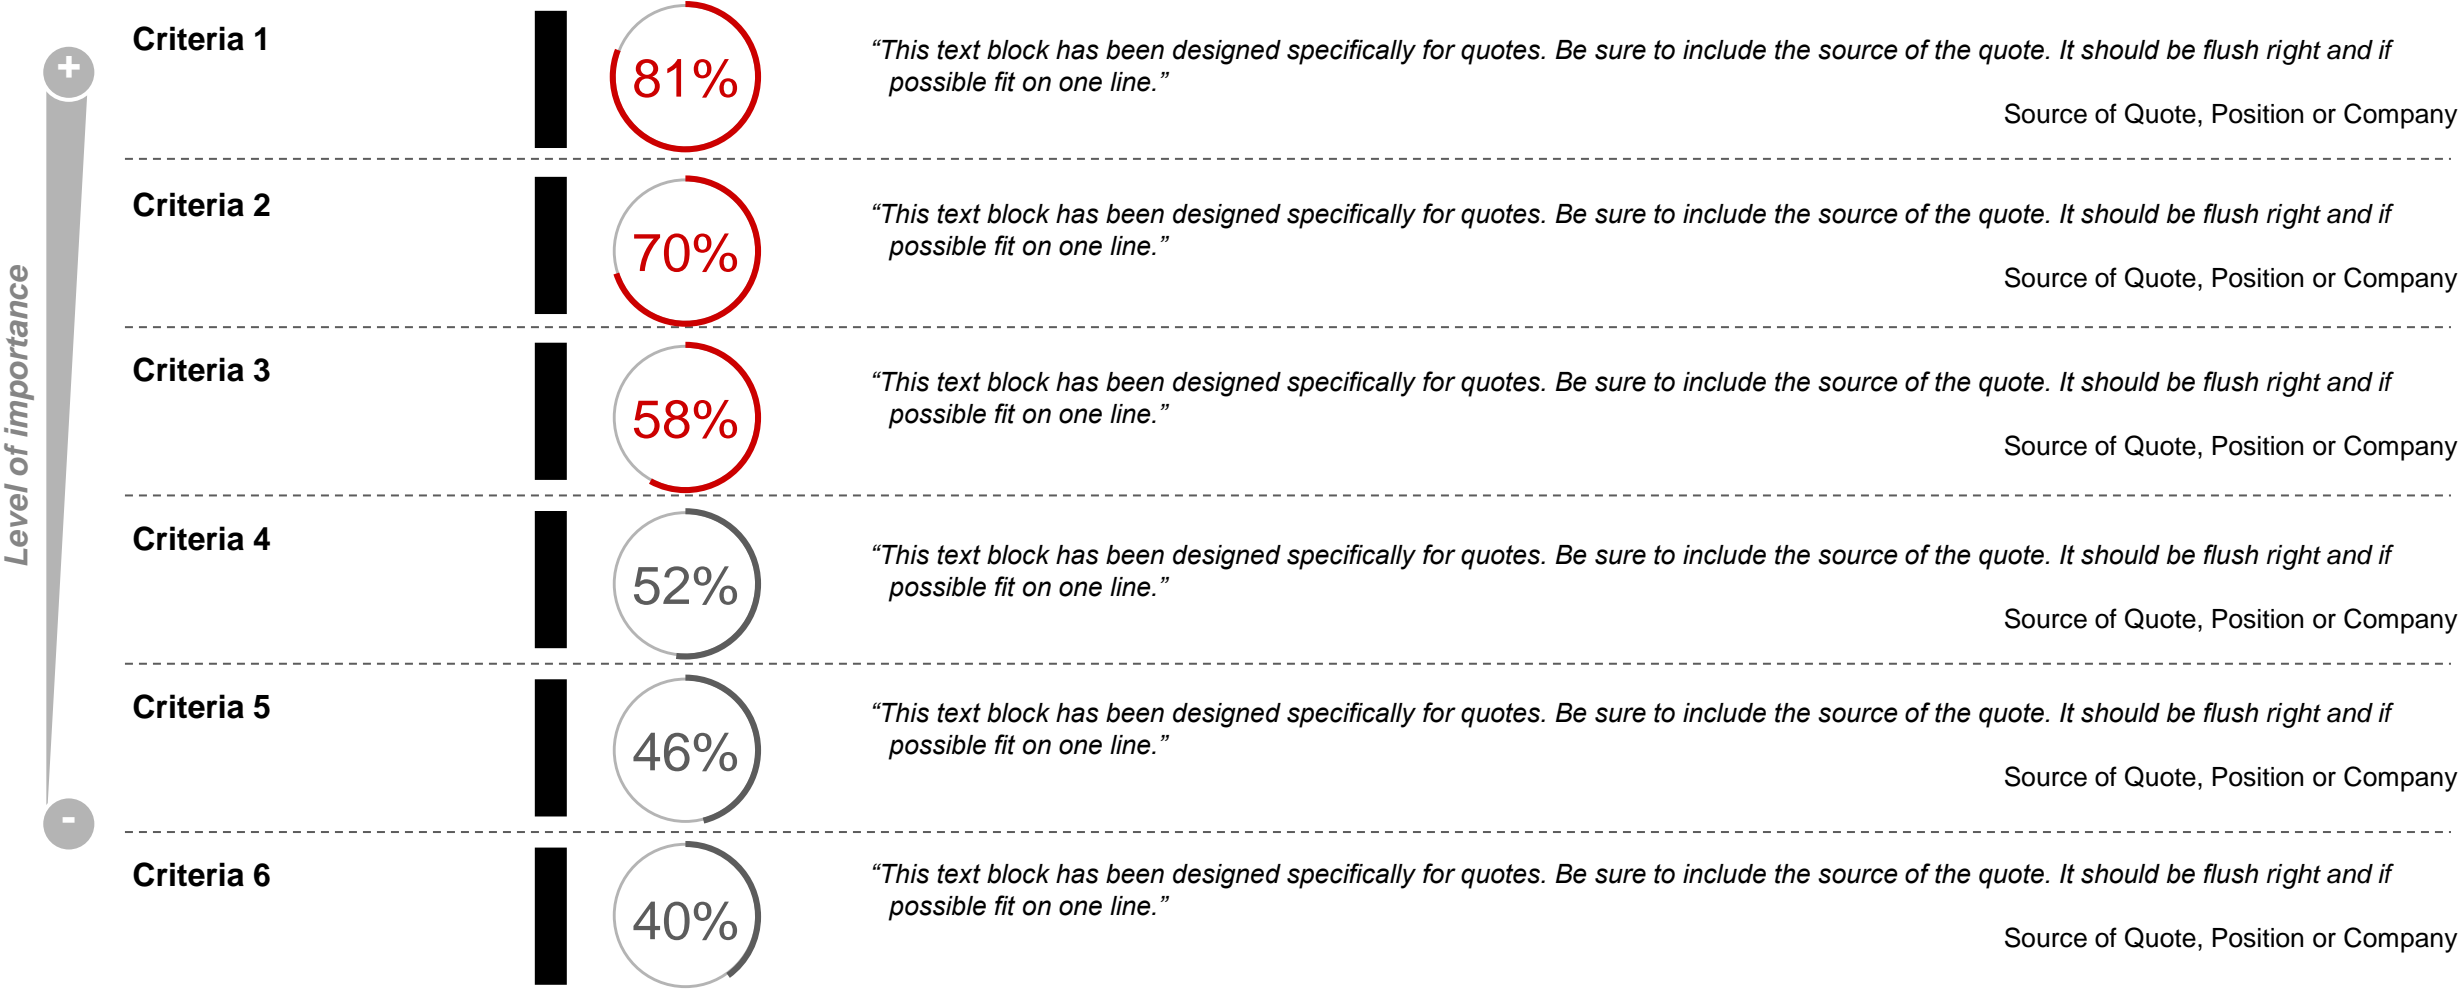 Level of importance
+
-
Criteria 1
81%
“This text block has been designed specifically for quotes. Be sure to include the source of the quote. It should be flush right and if
possible fit on one line.”
Source of Quote, Position or Company
Criteria 2
70%
“This text block has been designed specifically for quotes. Be sure to include the source of the quote. It should be flush right and if
possible fit on one line.”
Source of Quote, Position or Company
Criteria 3
58%
“This text block has been designed specifically for quotes. Be sure to include the source of the quote. It should be flush right and if
possible fit on one line.”
Source of Quote, Position or Company
Criteria 4
52%
“This text block has been designed specifically for quotes. Be sure to include the source of the quote. It should be flush right and if
possible fit on one line.”
Source of Quote, Position or Company
Criteria 5
46%
“This text block has been designed specifically for quotes. Be sure to include the source of the quote. It should be flush right and if
possible fit on one line.”
Source of Quote, Position or Company
Criteria 6
40%
“This text block has been designed specifically for quotes. Be sure to include the source of the quote. It should be flush right and if
possible fit on one line.”
Source of Quote, Position or Company